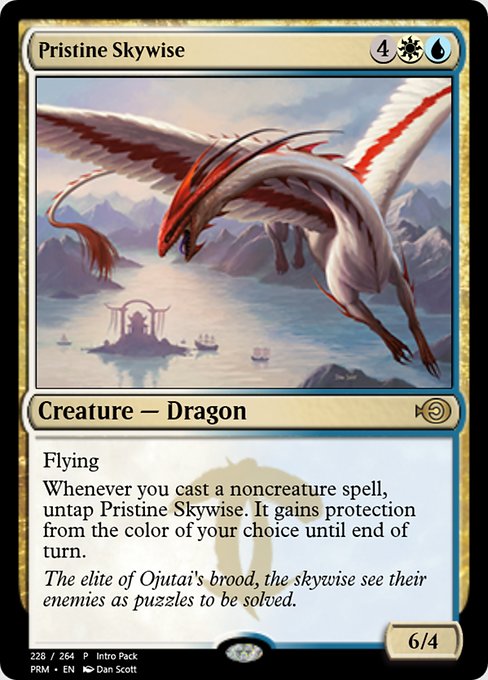 Pristine Skywise 4
Creature — Dragon
Flying
Whenever you cast a noncreature spell,
untap Pristine Skywise. It gains protection
from the color of your choice until end of
turn.
The elite of Ojutai's brood, the skywise see their
enemies as puzzles to be solved.
6/4
228 / 264 P Intro Pack
PRM • EN Dan Scott